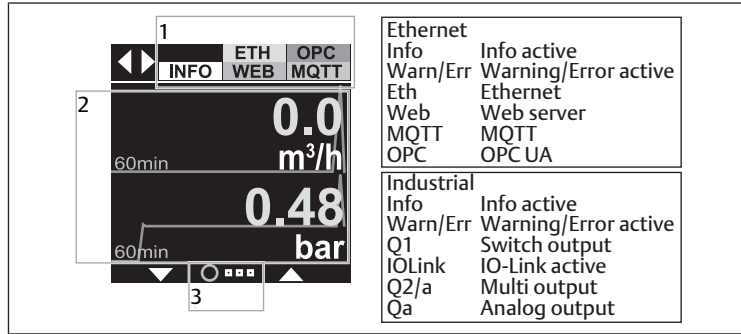 1
ETH OPC
INFO WEB MQTT
2
0.0
60min m³/h
0.48
60min bar
3
Ethernet
Info Info active
Warn/Err Warning/Error active
Eth Ethernet
Web Web server
MQTT MQTT
OPC OPC UA
Industrial
Info Info active
Warn/Err Warning/Error active
Q1 Switch output
IOLink IO-Link active
Q2/a Multi output
Qa Analog output